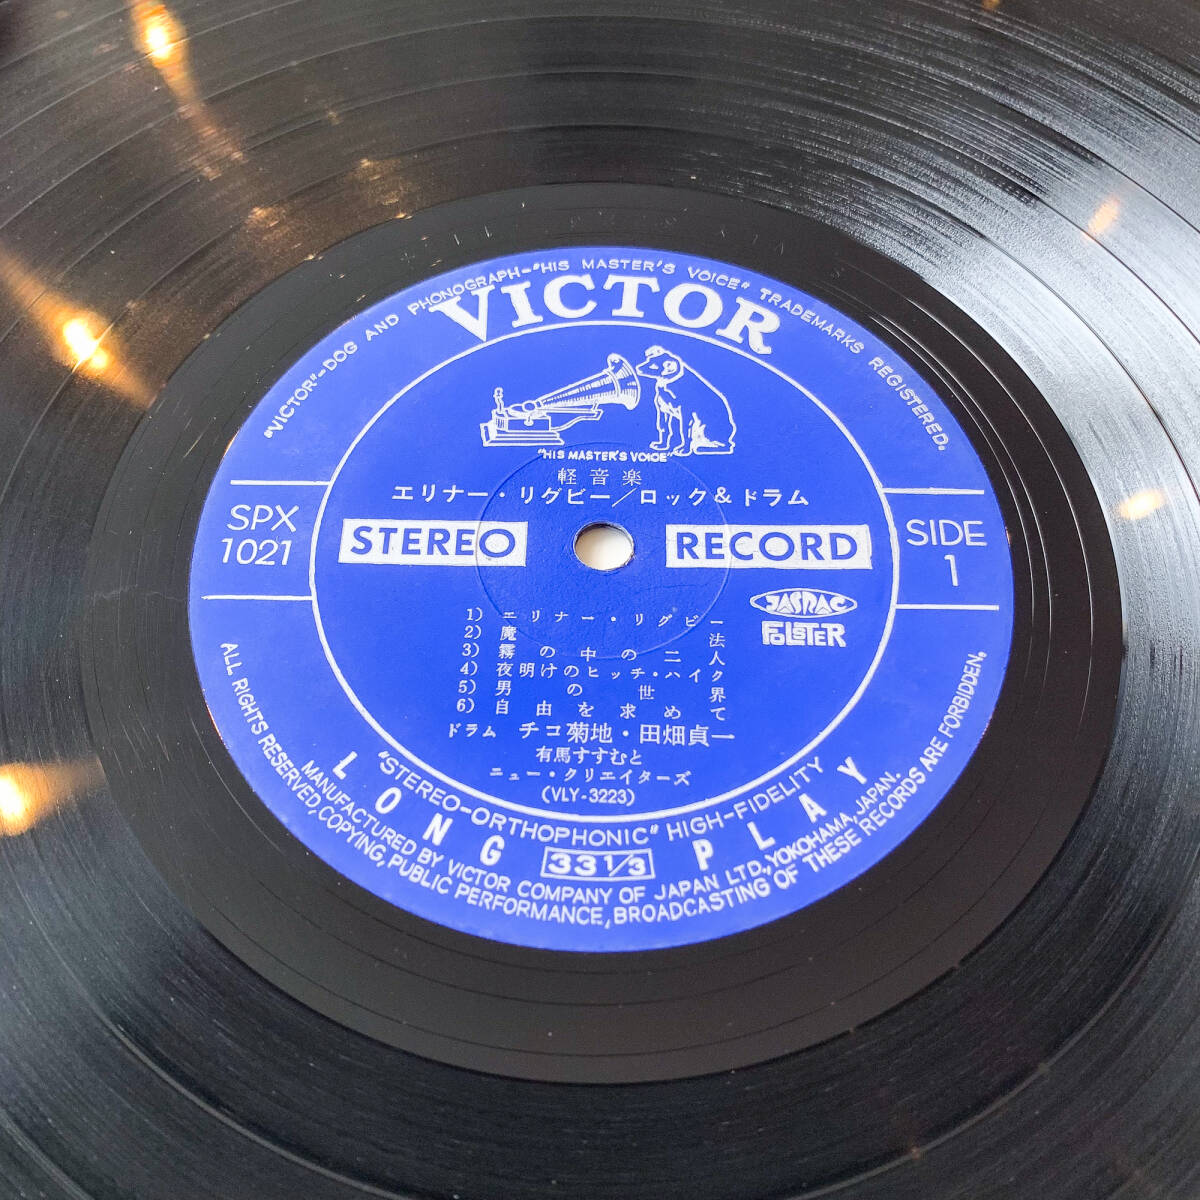 "VICTOR"-DOG AND PHONOGRAPH-"HIS MASTER'S VOICE" TRADEMARKS REGISTERED.
VICTOR
"HIS MASTER'S VOICE"
軽音楽
エリナー・リグビー/ロック&ドラム
SPX
1021
STEREO RECORD
SIDE
1
JASRAC
FOLSTER
1) エリナー・リグビー
2) 魔法
3) 霧の中の二人
4) 夜明けのヒッチ・ハイク
5) 男の世界
6) 自由を求めて
ドラム チコ菊地・田畑貞一
有馬すすむと
ニュー・クリエイターズ
(VLY-3223)
"STEREO-ORTHOPHONIC" HIGH-FIDELITY
LONG 33 1/3 PLAY
MANUFACTURED BY VICTOR COMPANY OF JAPAN LTD., YOKOHAMA, JAPAN.
ALL RIGHTS RESERVED, COPYING, PUBLIC PERFORMANCE, BROADCASTING OF THESE RECORDS ARE FORBIDDEN.